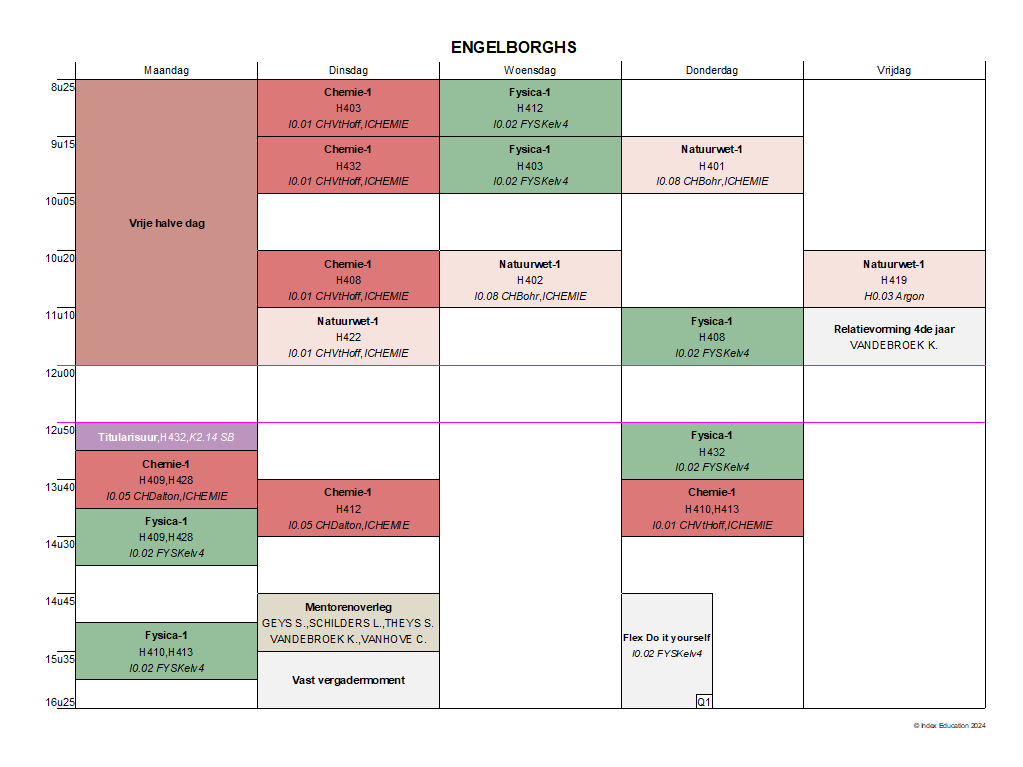 ENGELBORGHS
Maandag
Dinsdag
Woensdag
Donderdag
Vrijdag
8u25
9u15
10u05
10u20
11u10
12u00
12u50
13u40
14u30
14u45
15u35
16u25
Vrije halve dag
Titularisuur,H432,K2.14 SB
Chemie-1
H409,H428
I0.05 CHDalton,ICHEMIE
Fysica-1
H409,H428
I0.02 FYSKelv4
Fysica-1
H410,H413
I0.02 FYSKelv4
Chemie-1
H403
I0.01 CHVtHoff,ICHEMIE
Chemie-1
H432
I0.01 CHVtHoff,ICHEMIE
Chemie-1
H408
I0.01 CHVtHoff,ICHEMIE
Natuurwet-1
H422
I0.01 CHVtHoff,ICHEMIE
Chemie-1
H412
I0.05 CHDalton,ICHEMIE
Mentorenoverleg
GEYS S.,SCHILDERS L.,THEYS S.
VANDEBROEK K.,VANHOVE C.
Vast vergadermoment
Fysica-1
H412
I0.02 FYSKelv4
Fysica-1
H403
I0.02 FYSKelv4
Natuurwet-1
H402
I0.08 CHBohr,ICHEMIE
Natuurwet-1
H401
I0.08 CHBohr,ICHEMIE
Fysica-1
H408
I0.02 FYSKelv4
Fysica-1
H432
I0.02 FYSKelv4
Chemie-1
H410,H413
I0.01 CHVtHoff,ICHEMIE
Flex Do it yourself
I0.02 FYSKelv4
Q1
Natuurwet-1
H419
H0.03 Argon
Relatievorming 4de jaar
VANDEBROEK K.
© Index Education 2024